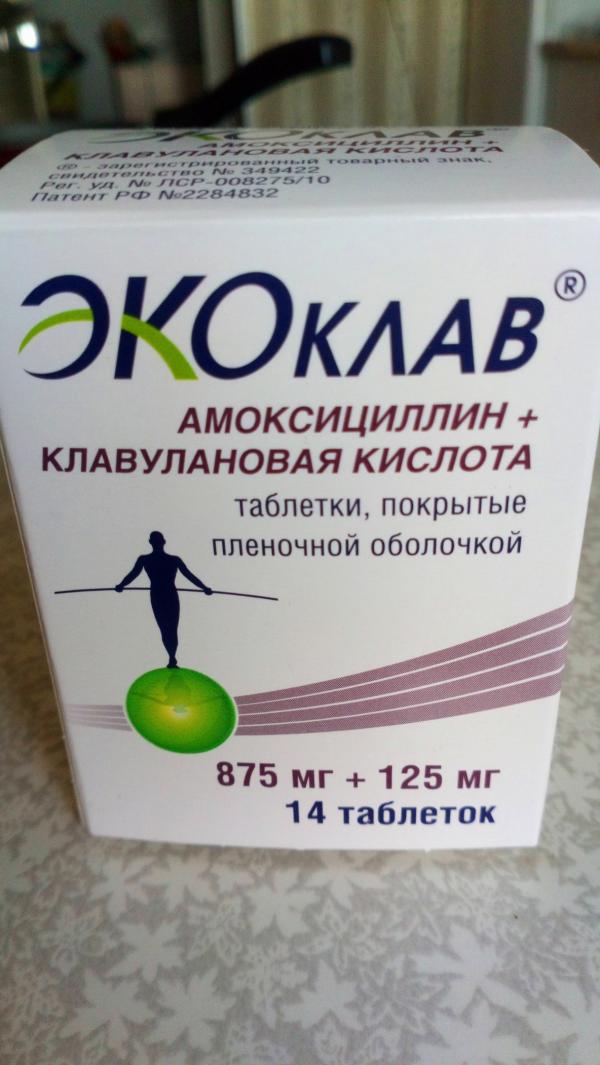 ЭКОклав®
АМОКСИЦИЛЛИН +
КЛАВУЛАНОВАЯ КИСЛОТА
® - зарегистрированный товарный знак,
свидетельство № 349422
Рег. уд. № ЛСР-008275/10
Патент РФ №2284832
ЭКОклав®
АМОКСИЦИЛЛИН +
КЛАВУЛАНОВАЯ КИСЛОТА
таблетки, покрытые
пленочной оболочкой
875 мг + 125 мг
14 таблеток